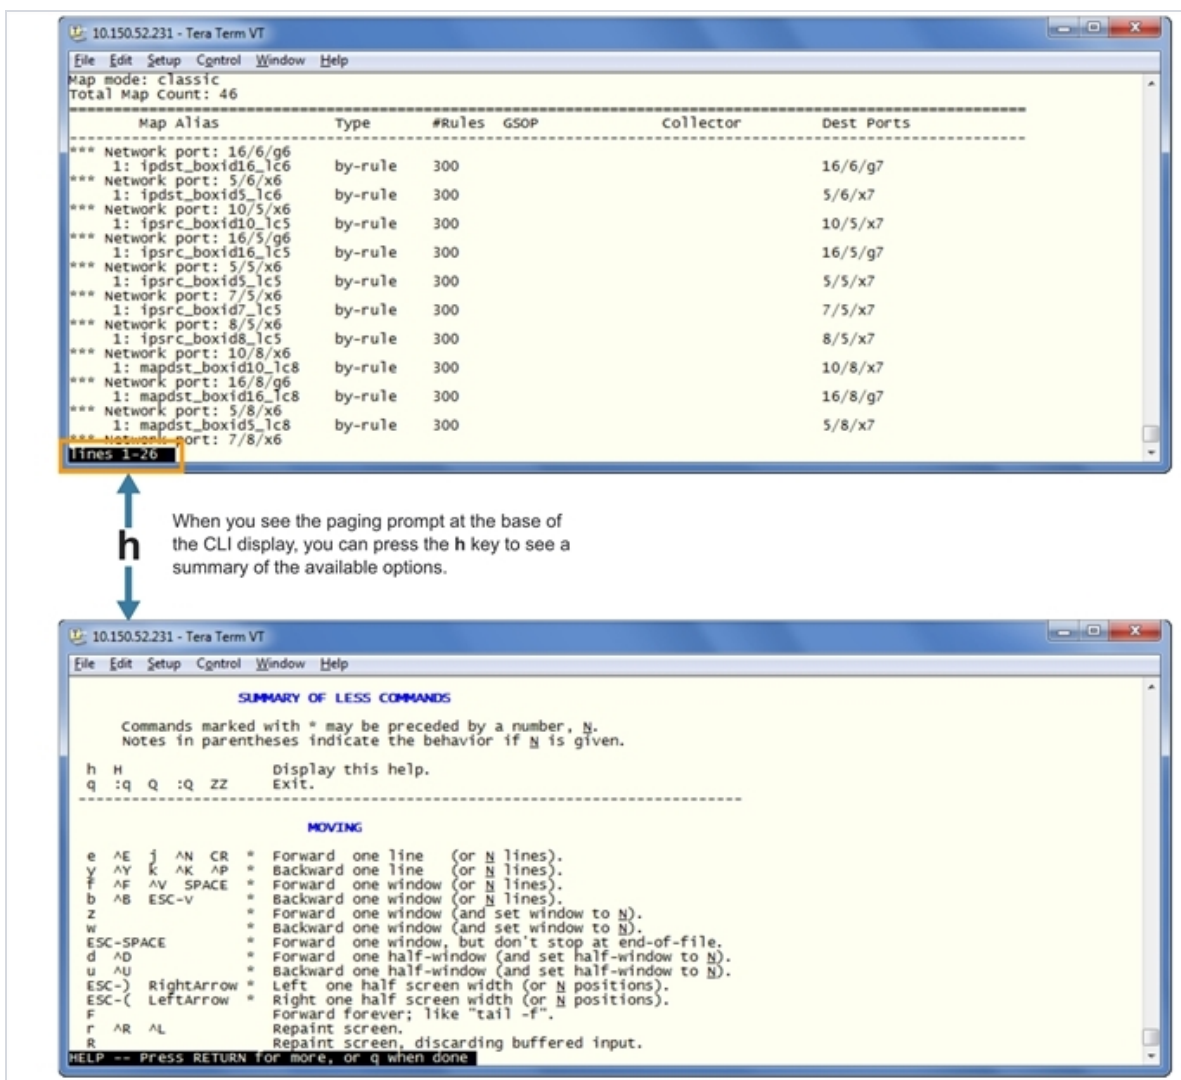 10.150.52.231 - Tera Term VT
File Edit Setup Control Window Help
Map mode: classic
Total Map Count: 46
================================================================================
Map Alias Type #Rules GSOP Collector Dest Ports
--------------------------------------------------------------------------------
*** Network port: 16/6/g6
1: ipdst_boxid16_lc6 by-rule 300 16/6/g7
*** Network port: 5/6/x6
1: ipdst_boxid5_lc6 by-rule 300 5/6/x7
*** Network port: 10/5/x6
1: ipsrc_boxid10_lc5 by-rule 300 10/5/x7
*** Network port: 16/5/g6
1: ipsrc_boxid16_lc5 by-rule 300 16/5/g7
*** Network port: 5/5/x6
1: ipsrc_boxid5_lc5 by-rule 300 5/5/x7
*** Network port: 7/5/x6
1: ipsrc_boxid7_lc5 by-rule 300 7/5/x7
*** Network port: 8/5/x6
1: ipsrc_boxid8_lc5 by-rule 300 8/5/x7
*** Network port: 10/8/x6
1: mapdst_boxid10_lc8 by-rule 300 10/8/x7
*** Network port: 16/8/g6
1: mapdst_boxid16_lc8 by-rule 300 16/8/g7
*** Network port: 5/8/x6
1: mapdst_boxid5_lc8 by-rule 300 5/8/x7
*** Network port: 7/8/x6
lines 1-26
h
When you see the paging prompt at the base of
the CLI display, you can press the h key to see a
summary of the available options.
10.150.52.231 - Tera Term VT
File Edit Setup Control Window Help
SUMMARY OF LESS COMMANDS
Commands marked with * may be preceded by a number, N.
Notes in parentheses indicate the behavior if N is given.
h H Display this help.
q :q Q :Q ZZ Exit.
--------------------------------------------------------------------------------
MOVING
e ^E j ^N CR * Forward one line (or N lines).
y ^Y k ^K ^P * Backward one line (or N lines).
f ^F ^V SPACE * Forward one window (or N lines).
b ^B ESC-v * Backward one window (or N lines).
z * Forward one window (and set window to N).
w * Backward one window (and set window to N).
ESC-SPACE * Forward one window, but don't stop at end-of-file.
d ^D * Forward one half-window (and set half-window to N).
u ^U * Backward one half-window (and set half-window to N).
ESC-) RightArrow * Left one half screen width (or N positions).
ESC-( LeftArrow * Right one half screen width (or N positions).
F Forward forever; like "tail -f".
r ^R ^L Repaint screen.
R Repaint screen, discarding buffered input.
HELP -- Press RETURN for more, or q when done